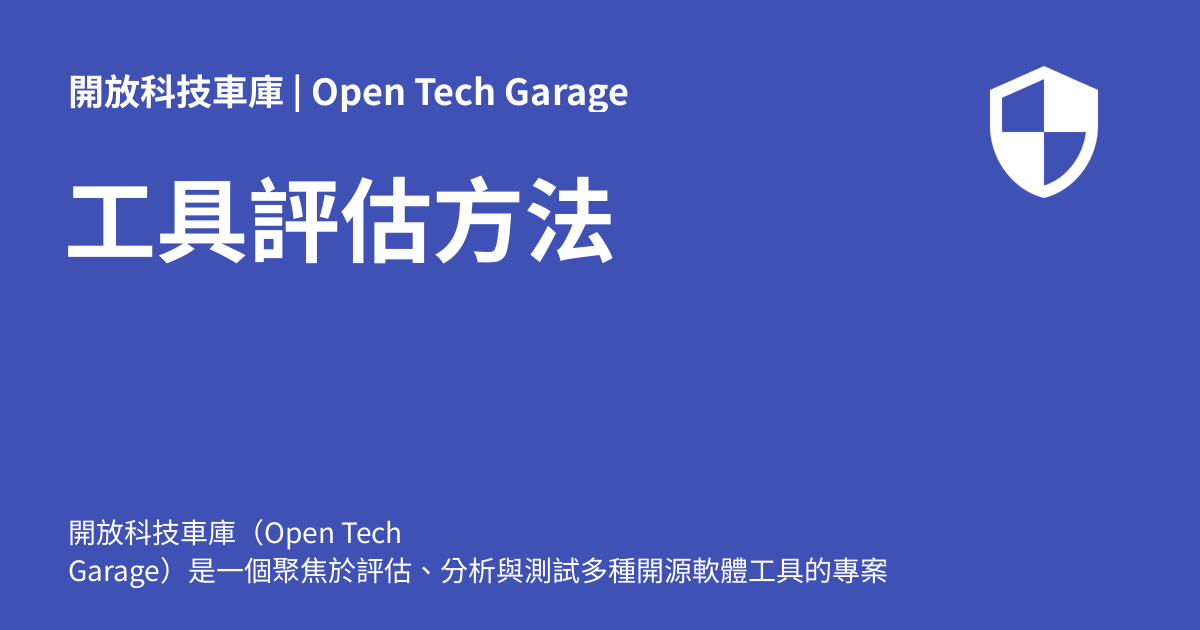 開放科技車庫 | Open Tech Garage
工具評估方法
開放科技車庫（Open Tech
Garage）是一個聚焦於評估、分析與測試多種開源軟體工具的專案